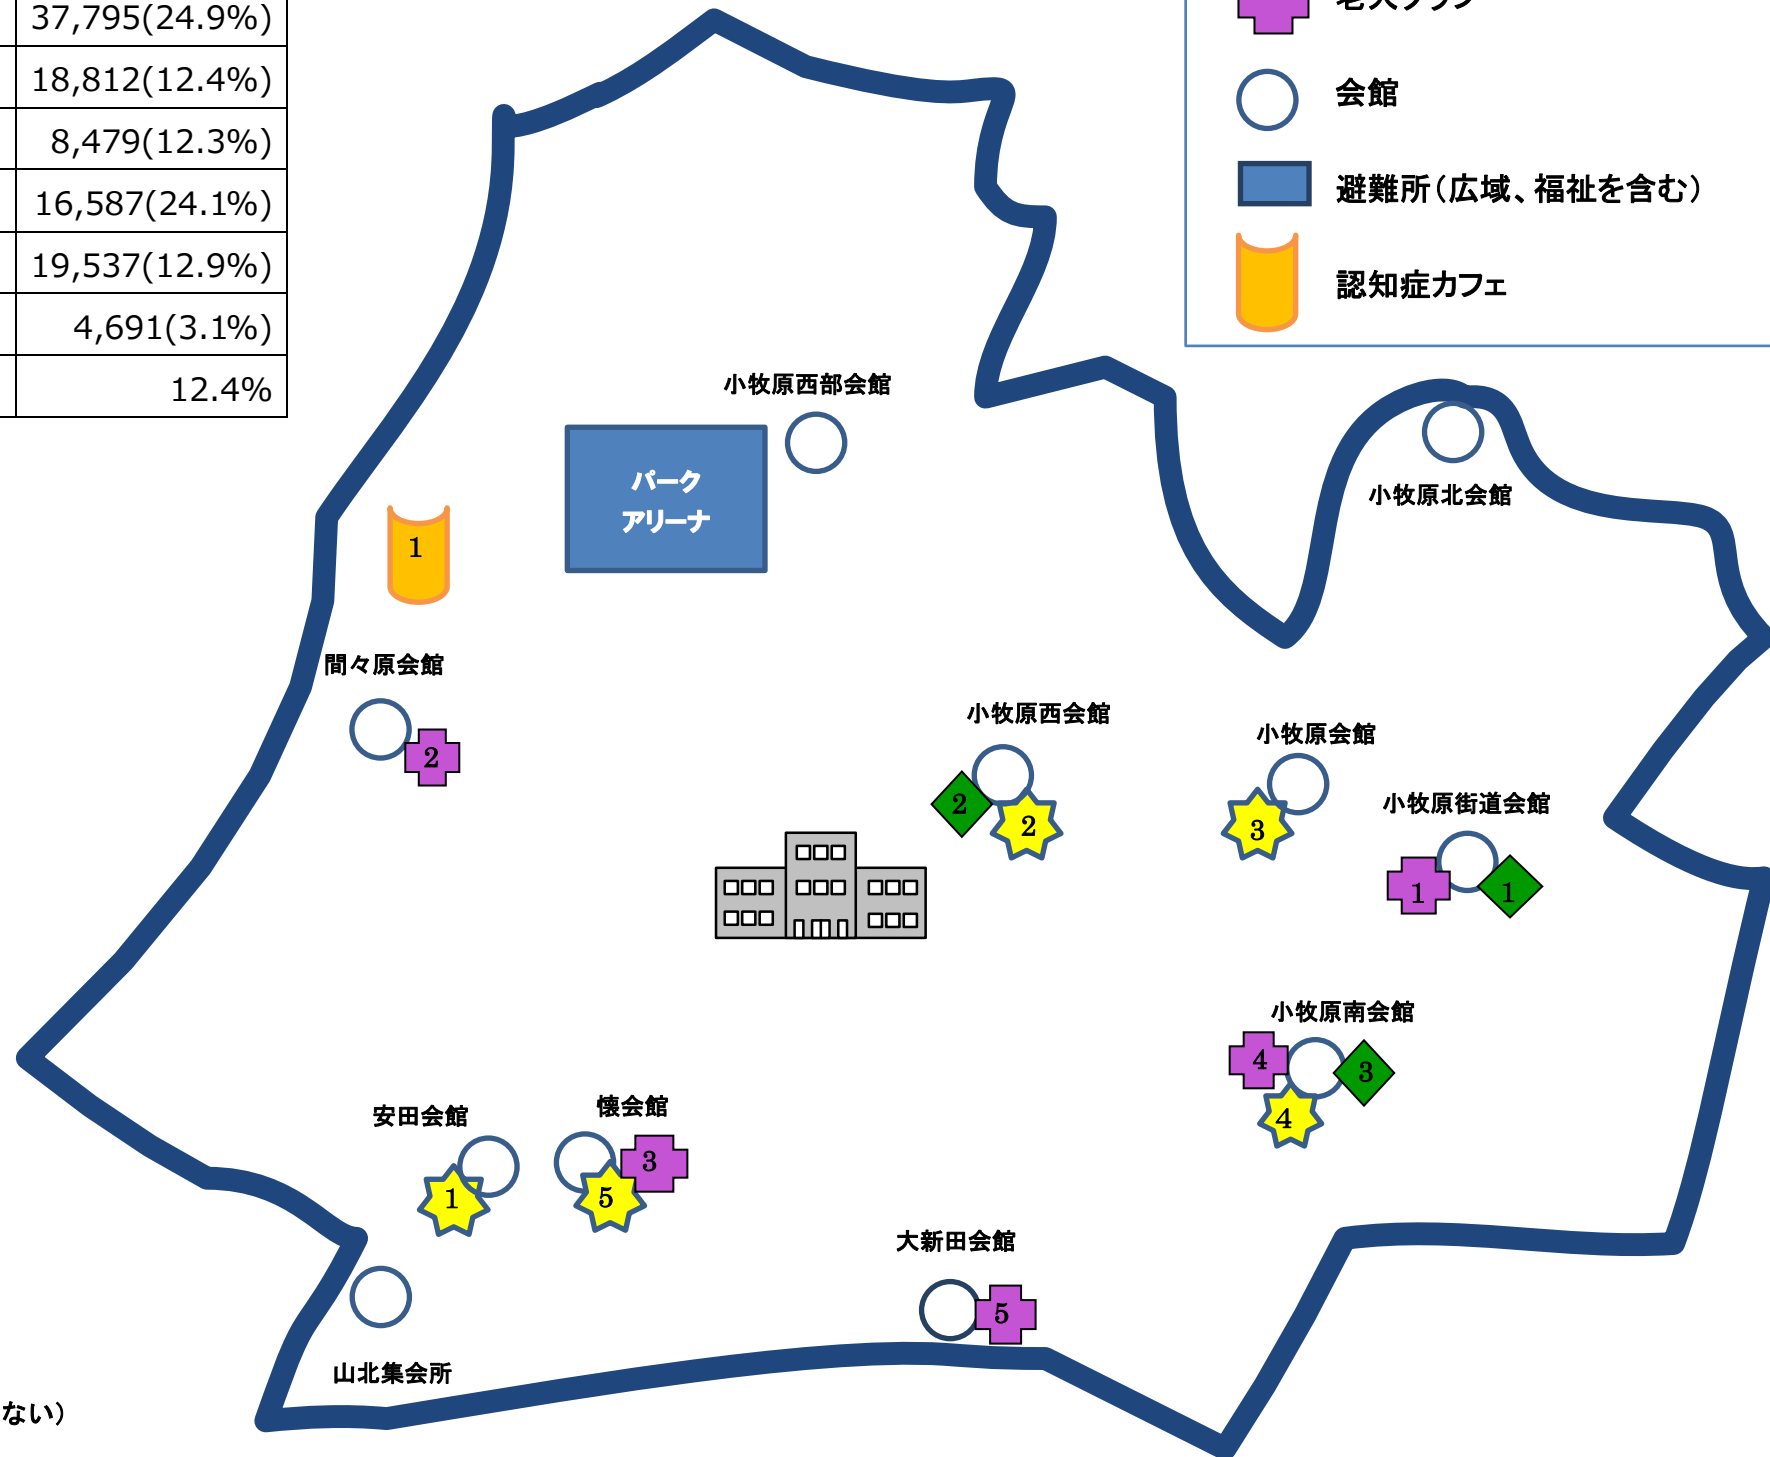 37,795(24.9%)
18,812(12.4%)
8,479(12.3%)
16,587(24.1%)
19,537(12.9%)
4,691(3.1%)
12.4%
会館
避難所（広域、福祉を含む）
認知症カフェ
小牧原西部会館
パーク
アリーナ
小牧原北会館
1
間々原会館
2
小牧原西会館
2
2
小牧原会館
3
小牧原街道会館
1
1
小牧原南会館
4
3
4
安田会館
1
懐会館
3
5
大新田会館
5
山北集会所
ない）